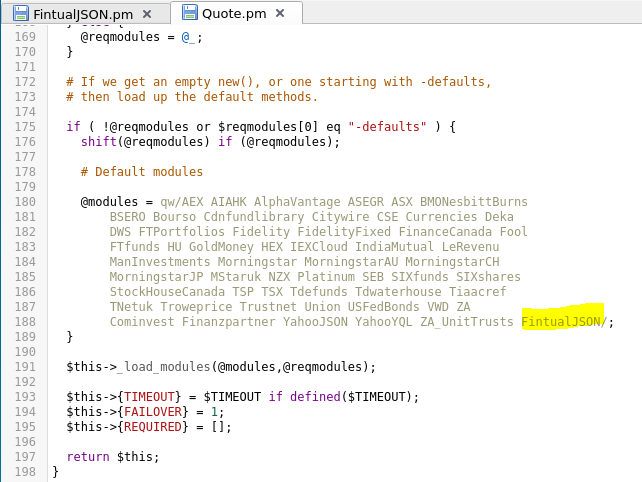 FintualJSON.pm
Quote.pm
169 @reqmodules = @_;
170 }
171
172 # If we get an empty new(), or one starting with -defaults,
173 # then load up the default methods.
174
175 if ( !@reqmodules or $reqmodules[0] eq "-defaults" ) {
176 shift(@reqmodules) if (@reqmodules);
177
178 # Default modules
179
180 @modules = qw/AEX AIAHK AlphaVantage ASEGR ASX BMONesbittBurns
181 BSERO Bourso Cdnfundlibrary Citywire CSE Currencies Deka
182 DWS FTPortfolios Fidelity FidelityFixed FinanceCanada Fool
183 FTfunds HU GoldMoney HEX IEXCloud IndiaMutual LeRevenu
184 ManInvestments Morningstar MorningstarAU MorningstarCH
185 MorningstarJP MStaruk NZX Platinum SEB SIXfunds SIXshares
186 StockHouseCanada TSP TSX Tdefunds Tdwaterhouse Tiaacref
187 TNetuk Troweprice Trustnet Union USFedBonds VWD ZA
188 Cominvest Finanzpartner YahooJSON YahooYQL ZA_UnitTrusts FintualJSON/;
189 }
190
191 $this->_load_modules(@modules,@reqmodules);
192
193 $this->{TIMEOUT} = $TIMEOUT if defined($TIMEOUT);
194 $this->{FAILOVER} = 1;
195 $this->{REQUIRED} = [];
196
197 return $this;
198 }